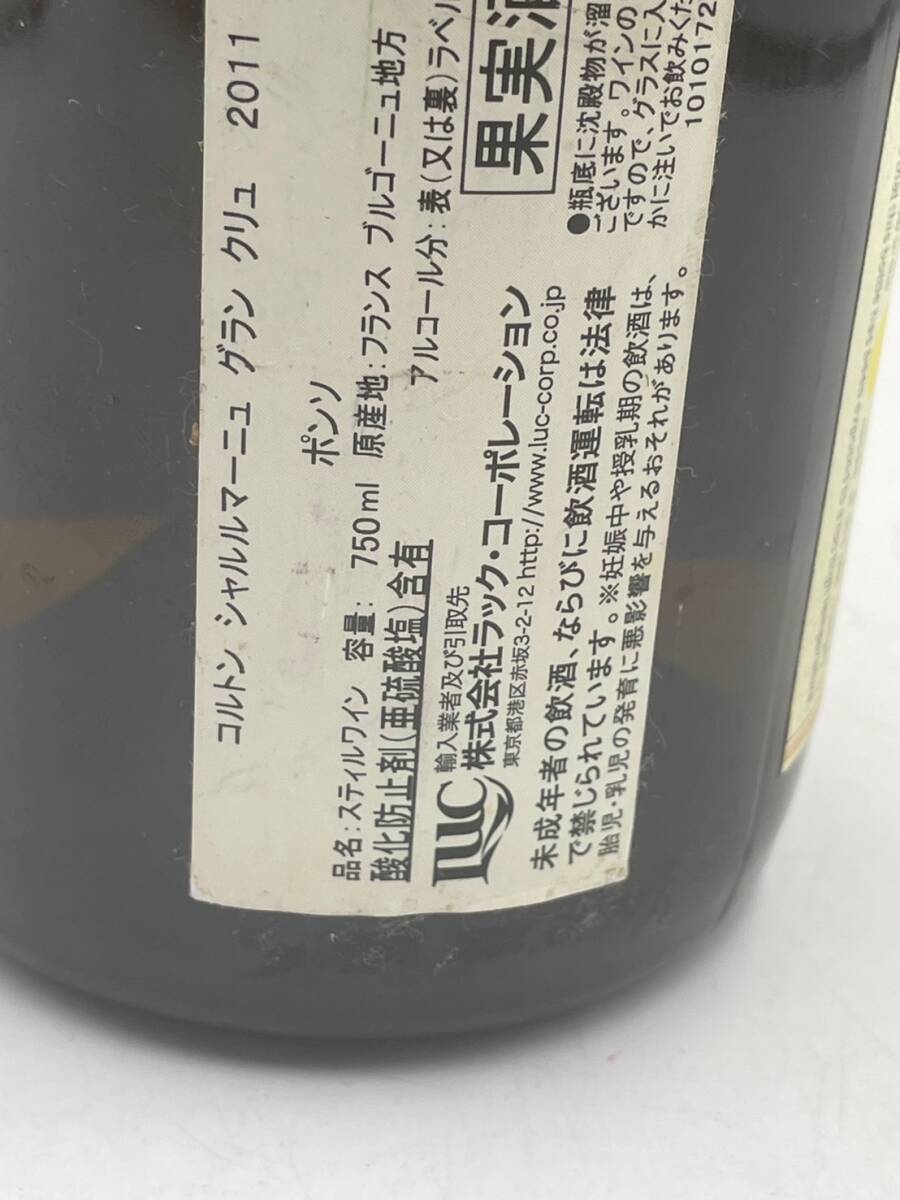 コルトン シャルルマーニュ グラン クリュ 2011
ポンソ
品名:スティルワイン 容量: 750ml 原産地:フランス ブルゴーニュ地方
酸化防止剤(亜硫酸塩)含有 アルコール分:表(又は裏)ラベル
輸入業者及び引取先
LUC 株式会社ラック・コーポレーション
東京都港区赤坂3-2-12 http://www.luc-corp.co.jp
果実酒
未成年者の飲酒、ならびに飲酒運転は法律
で禁じられています。※妊娠中や授乳期の飲酒は、
胎児・乳児の発育に悪影響を与えるおそれがあります。
●瓶底に沈殿物が溜
ございます。ワインの
ですので、グラスに入
かに注いでお飲みくだ
1010172